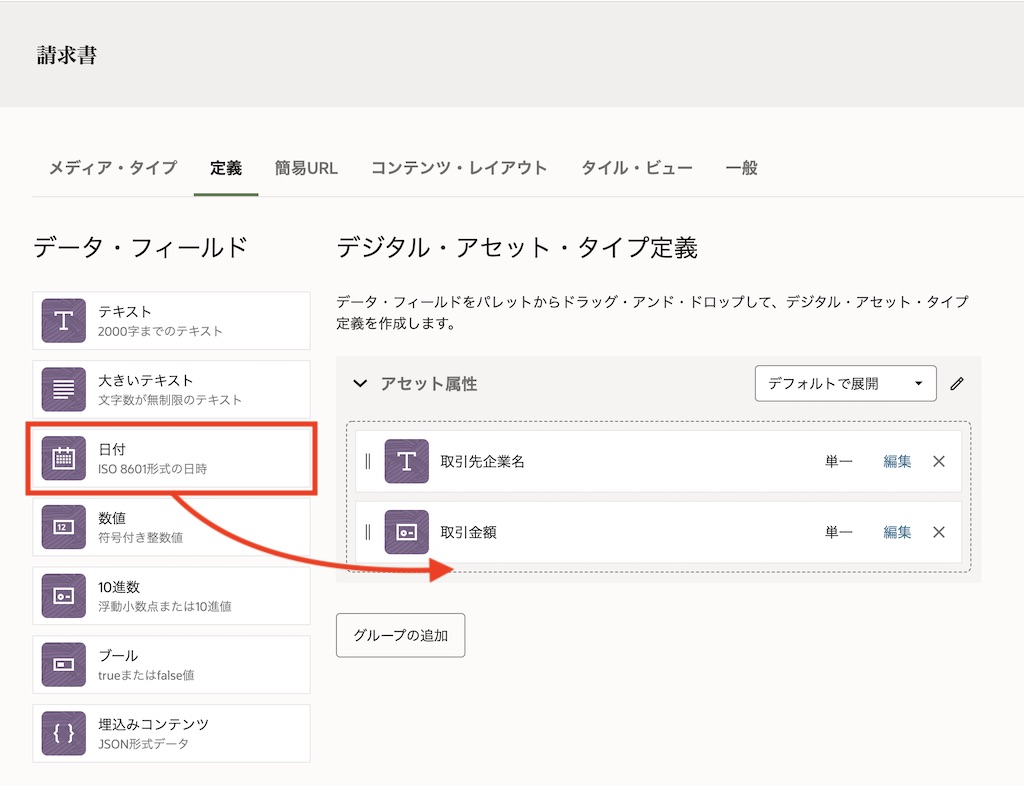 請求書
メディア・タイプ
定義
簡易URL
コンテンツ・レイアウト
タイル・ビュー
一般
データ・フィールド
テキスト
2000字までのテキスト
大きいテキスト
文字数が無制限のテキスト
日付
ISO 8601形式の日時
数値
12
符号付き整数値
10進数
浮動小数点または10進値
ブール
trueまたはfalse値
埋込みコンテンツ
JSON形式データ
デジタル・アセット・タイプ定義
データ・フィールドをパレットからドラッグ・アンド・ドロップして、デジタル・アセット・タイプ
定義を作成します。
アセット属性
デフォルトで展開
取引先企業名
単一
編集
取引金額
単一
編集
グループの追加